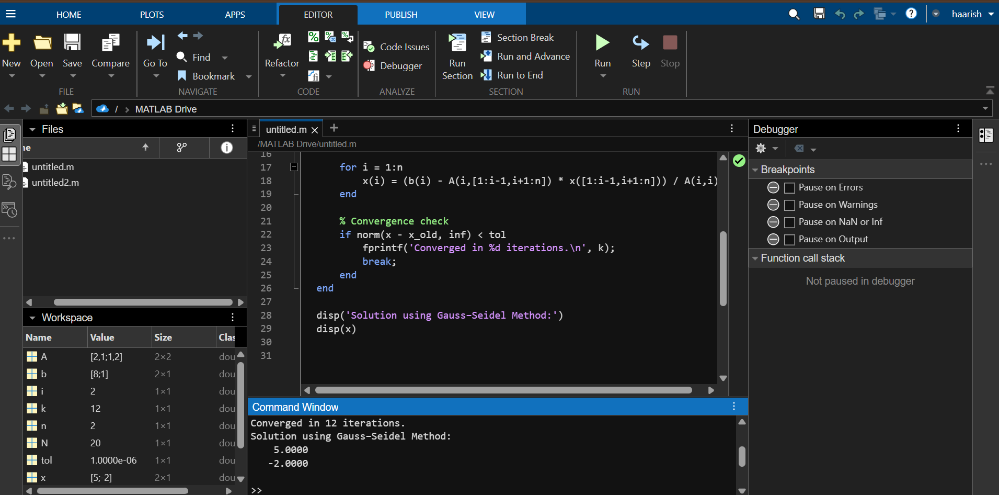 HOME PLOTS APPS EDITOR PUBLISH VIEW haarish
New Open Save Compare
FILE
Go To Find Bookmark
NAVIGATE
Refactor
CODE
Code Issues
Debugger
ANALYZE
Run Section
Section Break
Run and Advance
Run to End
SECTION
Run Step Stop
RUN
/ MATLAB Drive
Files
untitled.m
untitled2.m
Workspace
Name Value Size Clas
A [2,1;1,2] 2×2 dou
b [8;1] 2×1 dou
i 2 1×1 dou
k 12 1×1 dou
n 2 1×1 dou
N 20 1×1 dou
tol 1.0000e-06 1×1 dou
x [5;-2] 2×1 dou
untitled.m
/MATLAB Drive/untitled.m
16
17 for i = 1:n
18 x(i) = (b(i) - A(i,[1:i-1,i+1:n]) * x([1:i-1,i+1:n])) / A(i,i)
19 end
20
21 % Convergence check
22 if norm(x - x_old, inf) < tol
23 fprintf('Converged in %d iterations.\n', k);
24 break;
25 end
26 end
27
28 disp('Solution using Gauss-Seidel Method:')
29 disp(x)
30
31
Command Window
Converged in 12 iterations.
Solution using Gauss-Seidel Method:
5.0000
-2.0000
>>
Debugger
Breakpoints
Pause on Errors
Pause on Warnings
Pause on NaN or Inf
Pause on Output
Function call stack
Not paused in debugger